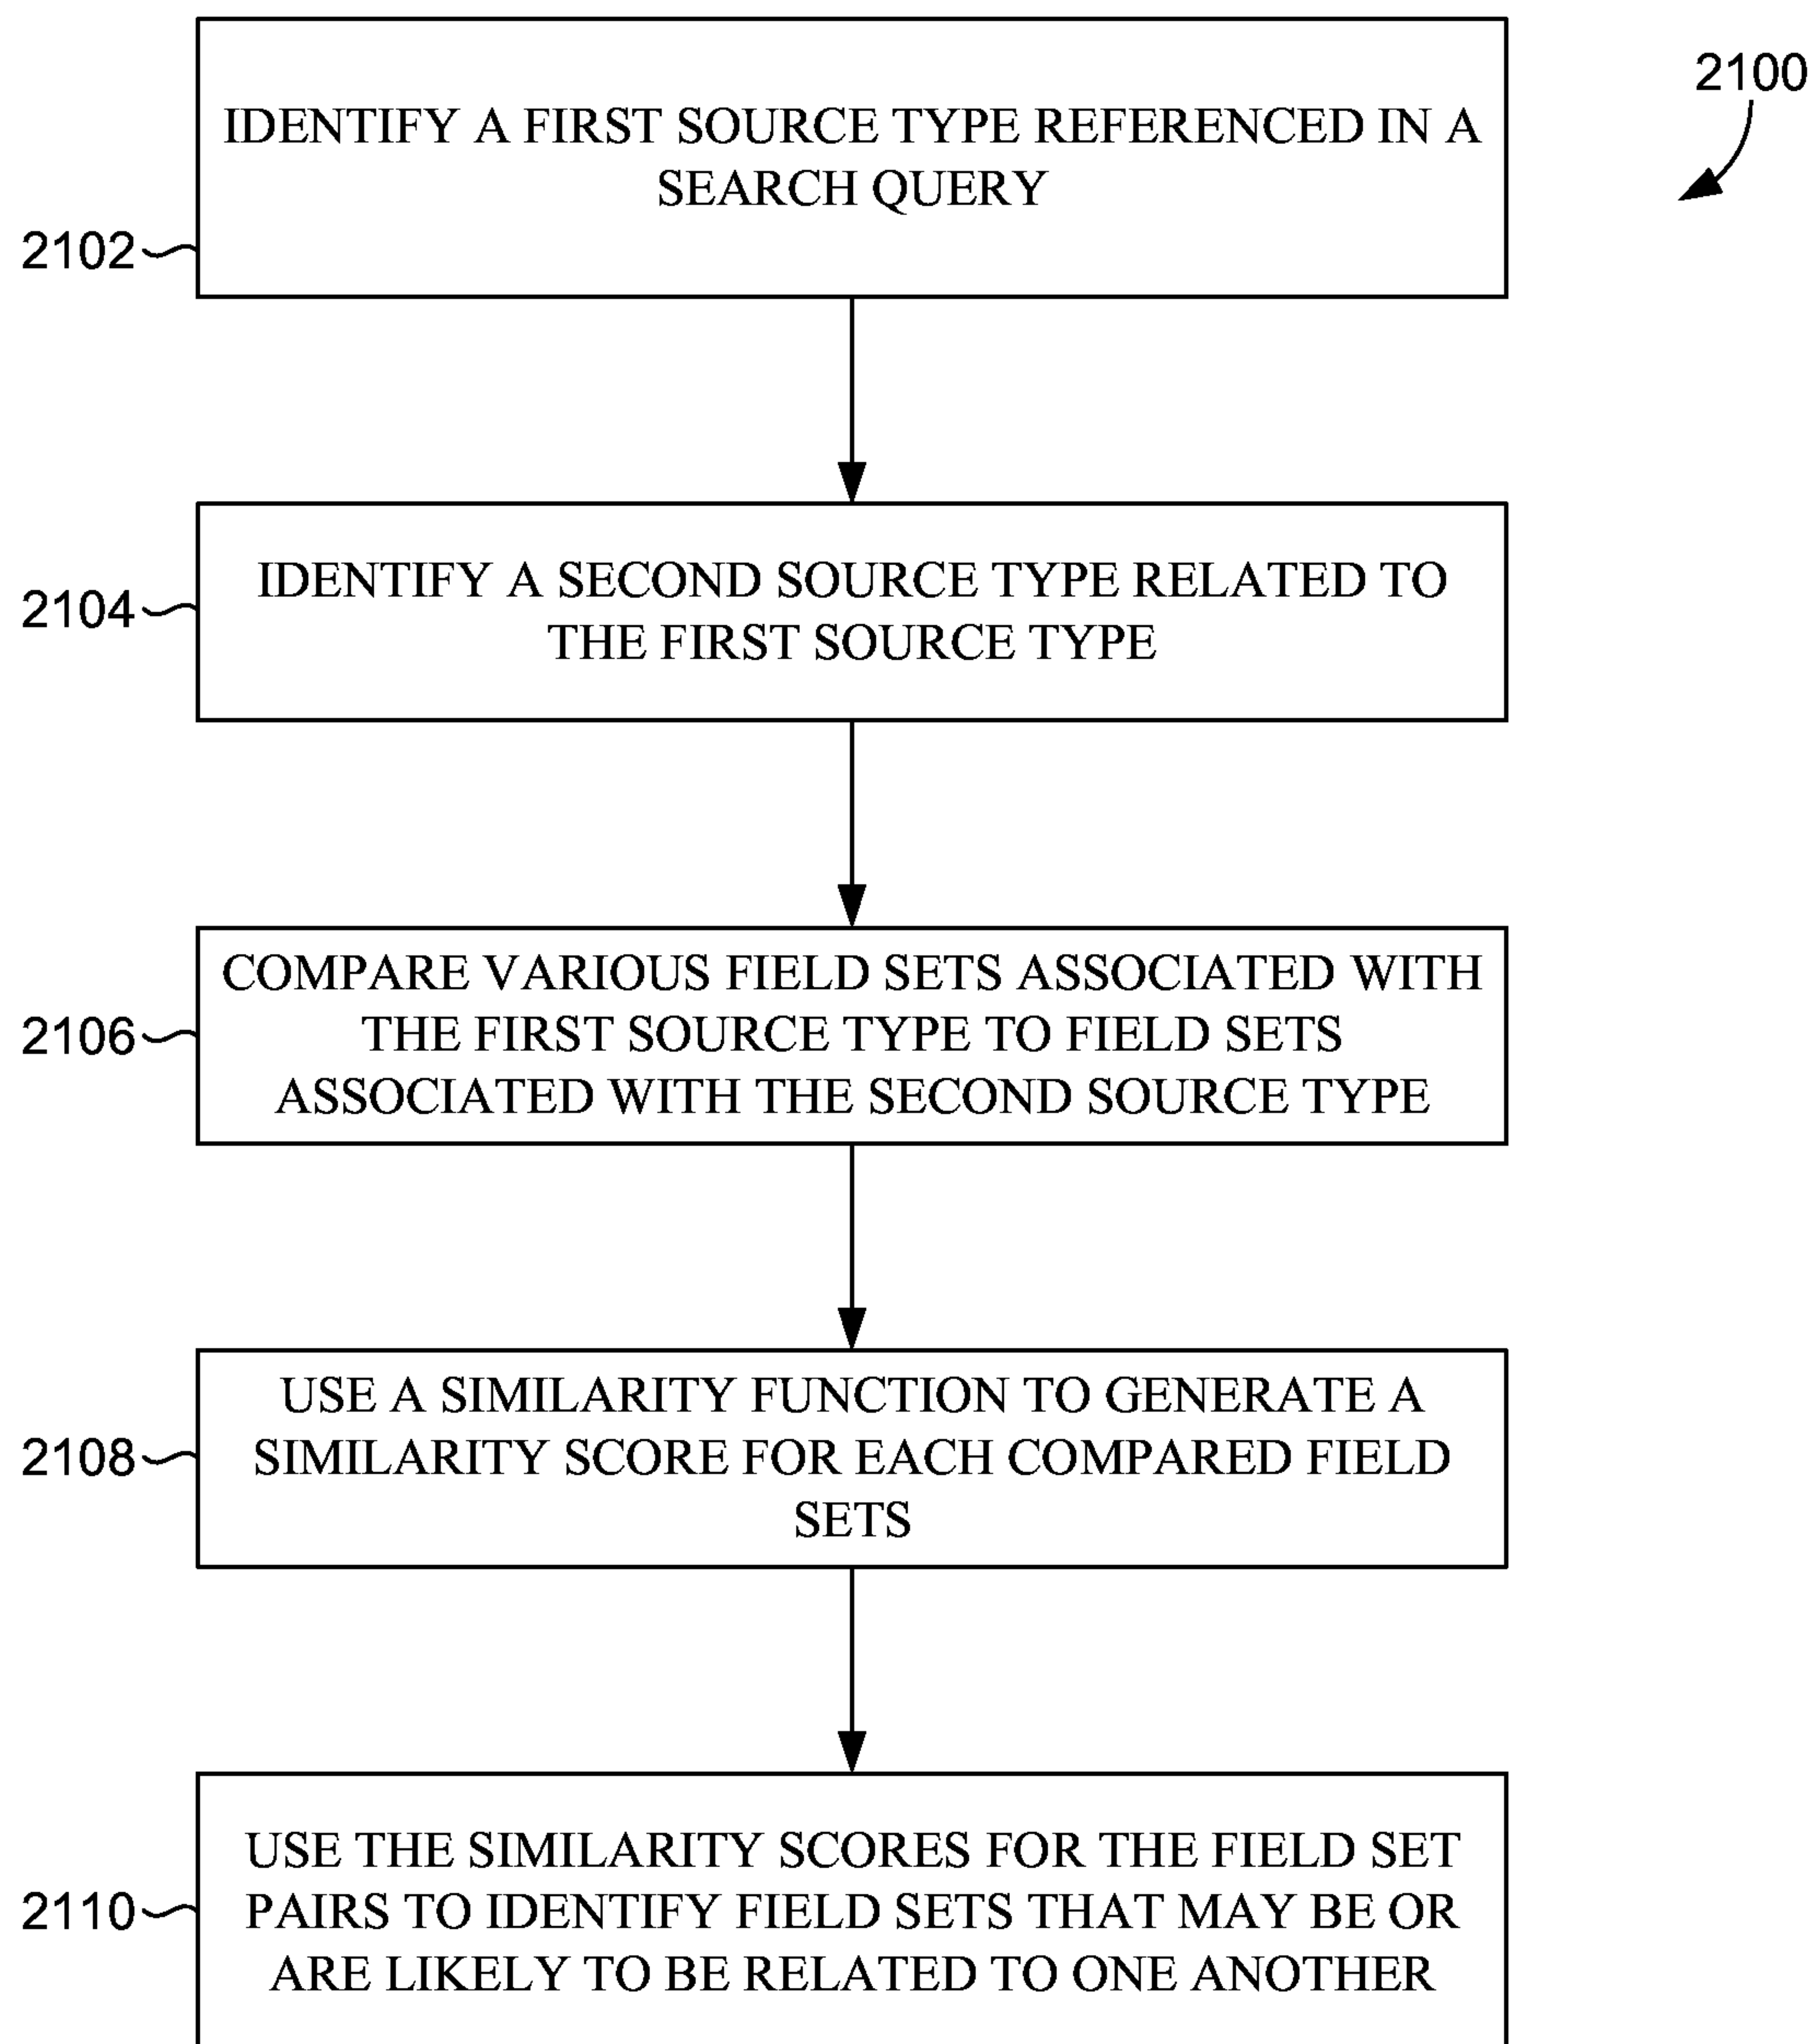 2100
IDENTIFY A FIRST SOURCE TYPE REFERENCED IN A
SEARCH QUERY
2102
IDENTIFY A SECOND SOURCE TYPE RELATED TO
THE FIRST SOURCE TYPE
2104
COMPARE VARIOUS FIELD SETS ASSOCIATED WITH
THE FIRST SOURCE TYPE TO FIELD SETS
ASSOCIATED WITH THE SECOND SOURCE TYPE
2106
USE A SIMILARITY FUNCTION TO GENERATE A
SIMILARITY SCORE FOR EACH COMPARED FIELD
SETS
2108
USE THE SIMILARITY SCORES FOR THE FIELD SET
PAIRS TO IDENTIFY FIELD SETS THAT MAY BE OR
ARE LIKELY TO BE RELATED TO ONE ANOTHER
2110